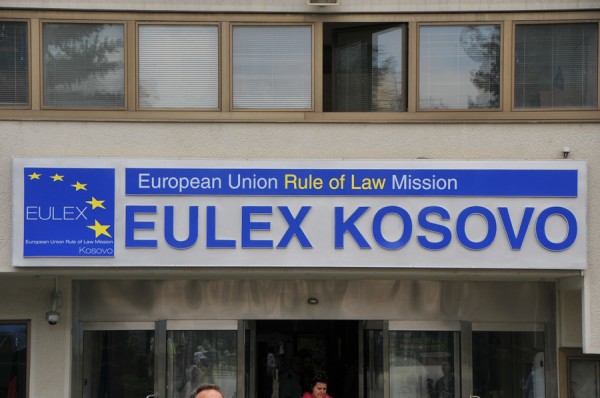 EULEX
European Union Rule of Law Mission
Kosovo
European Union Rule of Law Mission
EULEX KOSOVO